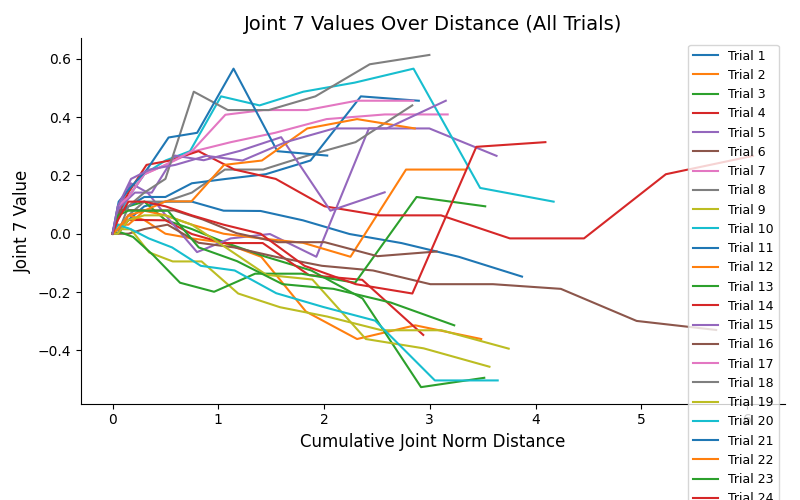 Joint 7 Values Over Distance (All Trials)
Joint 7 Value
0.6
0.4
0.2
0.0
−0.2
−0.4
0
1
2
3
4
5
6
Cumulative Joint Norm Distance
Trial 1
Trial 2
Trial 3
Trial 4
Trial 5
Trial 6
Trial 7
Trial 8
Trial 9
Trial 10
Trial 11
Trial 12
Trial 13
Trial 14
Trial 15
Trial 16
Trial 17
Trial 18
Trial 19
Trial 20
Trial 21
Trial 22
Trial 23
Trial 24